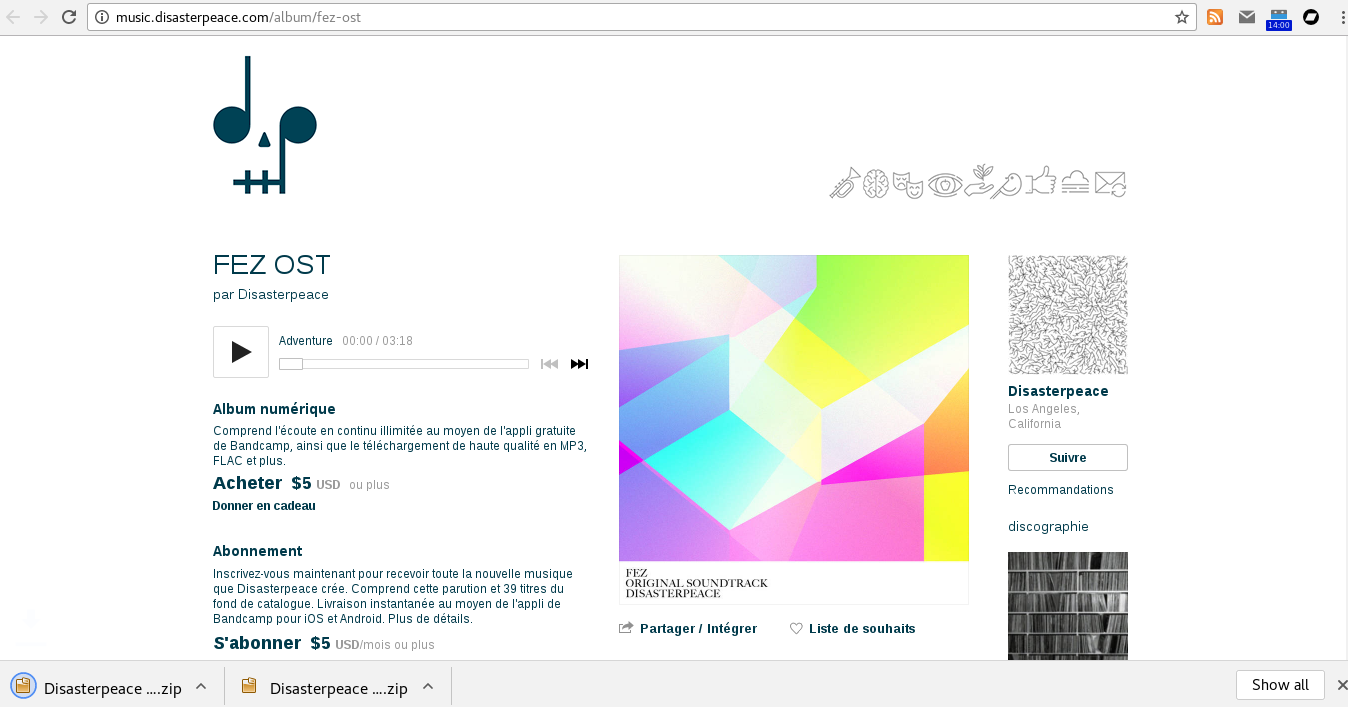 music.disasterpeace.com/album/fez-ost
14:00
FEZ OST
par Disasterpeace
Adventure 00:00 / 03:18
Album numérique
Comprend l'écoute en continu illimitée au moyen de l'appli gratuite
de Bandcamp, ainsi que le téléchargement de haute qualité en MP3,
FLAC et plus.
Acheter $5 USD ou plus
Donner en cadeau
Abonnement
Inscrivez-vous maintenant pour recevoir toute la nouvelle musique
que Disasterpeace crée. Comprend cette parution et 39 titres du
fond de catalogue. Livraison instantanée au moyen de l'appli de
Bandcamp pour iOS et Android. Plus de détails.
S'abonner $5 USD/mois ou plus
FEZ
ORIGINAL SOUNDTRACK
DISASTERPEACE
Partager / Intégrer
Liste de souhaits
Disasterpeace
Los Angeles,
California
Suivre
Recommandations
discographie
Disasterpeace ....zip
Disasterpeace ....zip
Show all